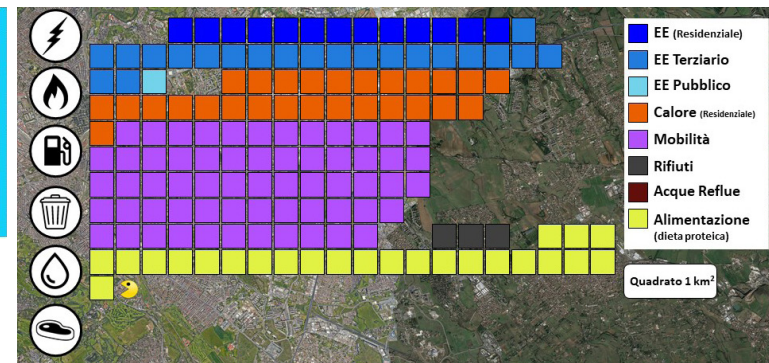 EE (Residenziale)
EE Terziario
EE Pubblico
Calore (Residenziale)
Mobilità
Rifiuti
Acque Reflue
Alimentazione
(dieta proteica)
Quadrato 1 km²